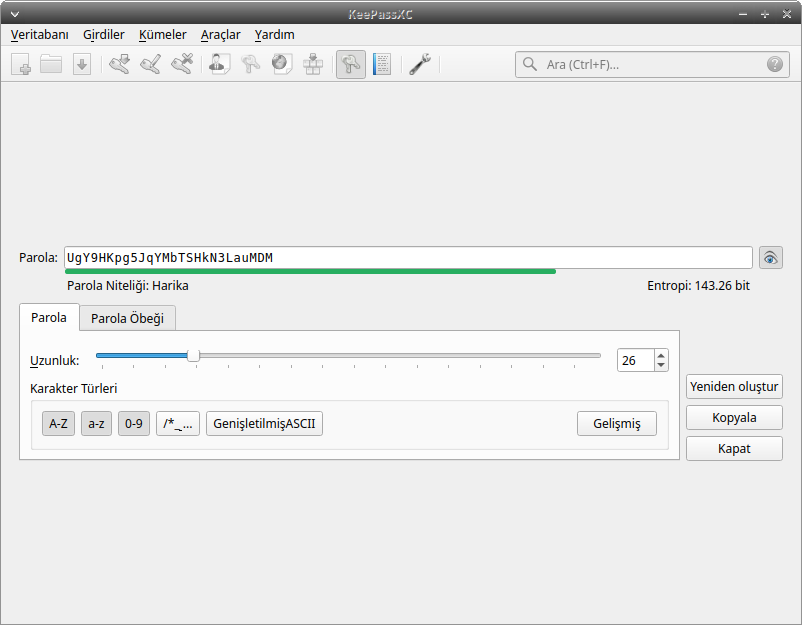 KeePassXC
Veritabanı Girdiler Kümeler Araçlar Yardım
Ara (Ctrl+F)...
Parola: UgY9HKpg5JqYMbTSHkN3LauMDM
Parola Niteliği: Harika Entropi: 143.26 bit
Parola Parola Öbeği
Uzunluk: 26
Karakter Türleri
A-Z a-z 0-9 /*_... GenişletilmişASCII Gelişmiş
Yeniden oluştur
Kopyala
Kapat